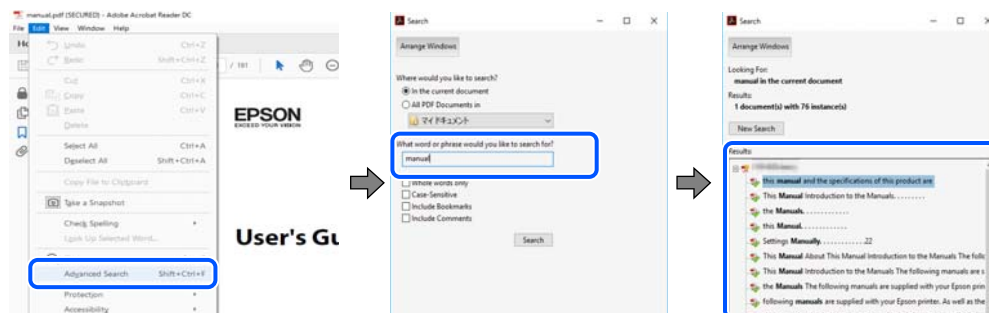 manual.pdf (SECURED) - Adobe Acrobat Reader DC
File Edit View Window Help
Undo Ctrl+Z
Redo Shift+Ctrl+Z
Cut Ctrl+X
Copy Ctrl+C
Paste Ctrl+V
Delete
Select All Ctrl+A
Deselect All Shift+Ctrl+A
Copy File to Clipboard
Take a Snapshot
Check Spelling
Look Up Selected Word...
Advanced Search Shift+Ctrl+F
Protection
Accessibility
/ 181
EPSON
EXCEED YOUR VISION
User's Gu
Search
Arrange Windows
Where would you like to search?
In the current document
All PDF Documents in
マイ ドキュメント
What word or phrase would you like to search for?
manual
Whole words only
Case-Sensitive
Include Bookmarks
Include Comments
Search
Search
Arrange Windows
Looking For:
manual in the current document
Results:
1 document(s) with 76 instance(s)
New Search
Results:
this manual and the specifications of this product are
This Manual Introduction to the Manuals. . . . . . . .
the Manuals. . . . . . . . . . . .
this Manual. . . . . . . . . . . .
Settings Manually. . . . . . . . . . . .22
This Manual About This Manual Introduction to the Manuals The follo
This Manual Introduction to the Manuals The following manuals are s
the Manuals The following manuals are supplied with your Epson prin
following manuals are supplied with your Epson printer. As well as the